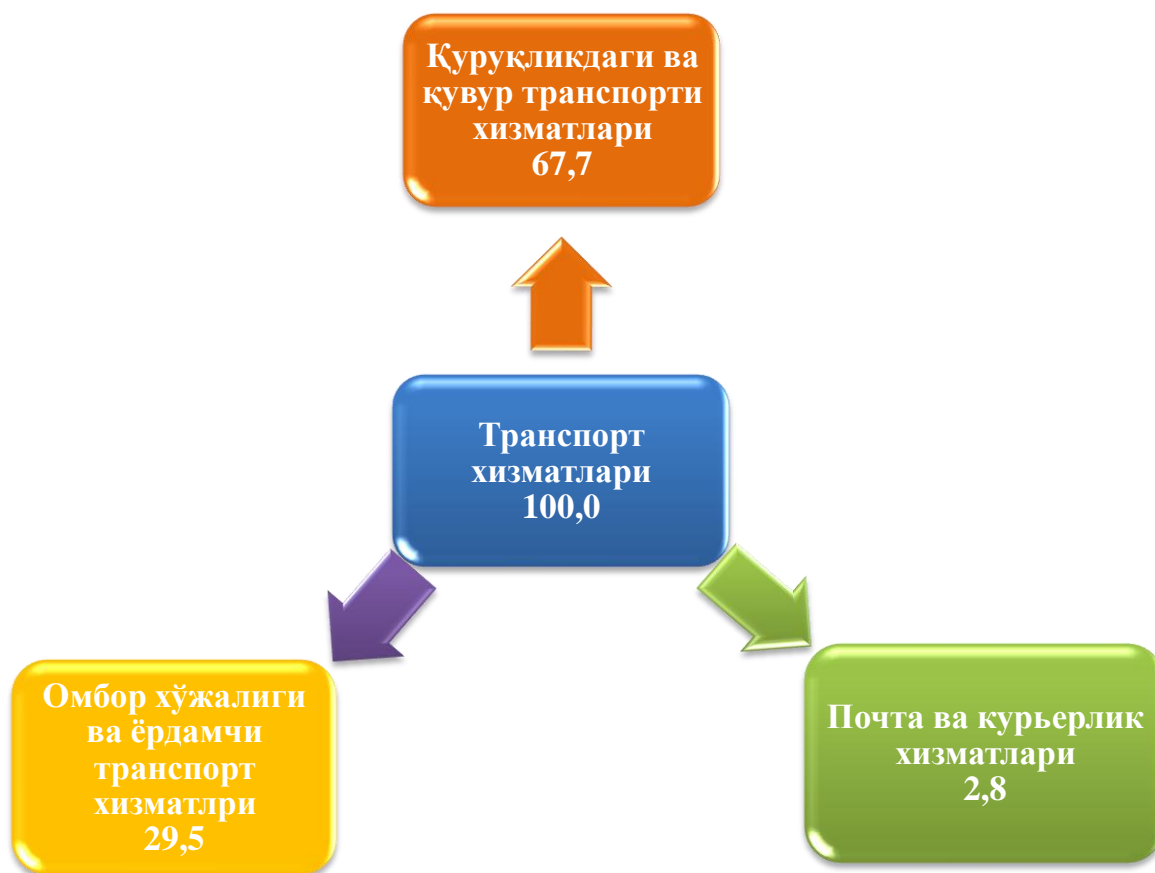 Қуруқликдаги ва
қувур транспорти
хизматлари
67,7
Транспорт
хизматлари
100,0
Омбор хўжалиги
ва ёрдамчи
транспорт
хизматлри
29,5
Почта ва курьерлик
хизматлари
2,8